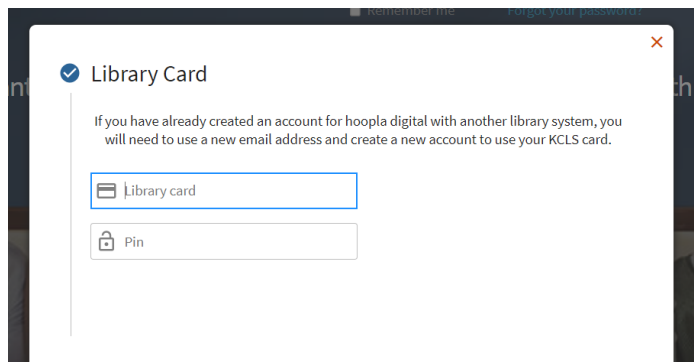 Remember me Forgot your password?
Library Card
If you have already created an account for hoopla digital with another library system, you
will need to use a new email address and create a new account to use your KCLS card.
Library card
Pin